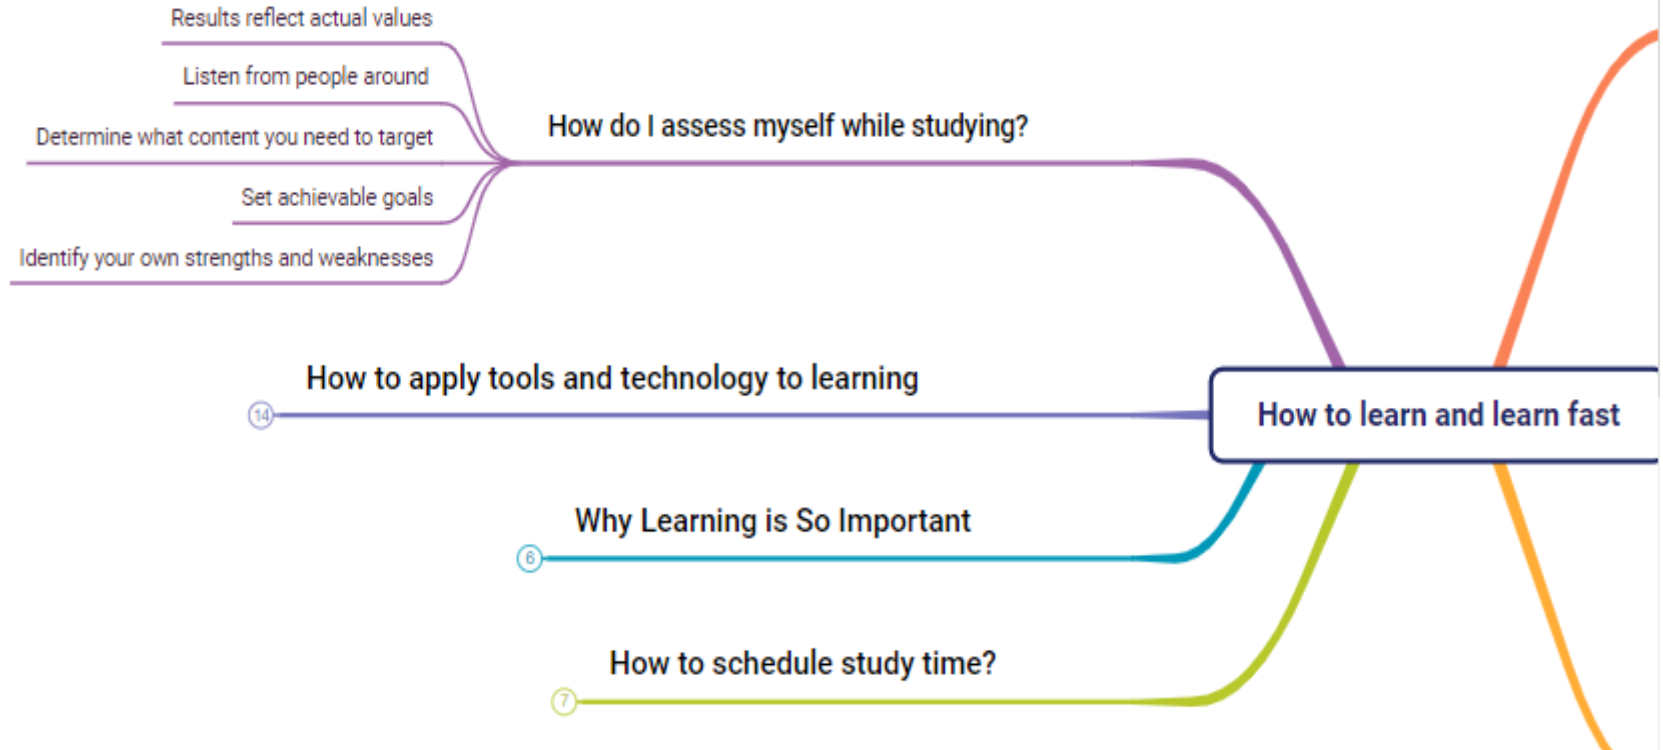 Results reflect actual values
Listen from people around
Determine what content you need to target
Set achievable goals
Identify your own strengths and weaknesses
How do I assess myself while studying?
How to apply tools and technology to learning
14
Why Learning is So Important
6
How to schedule study time?
7
How to learn and learn fast